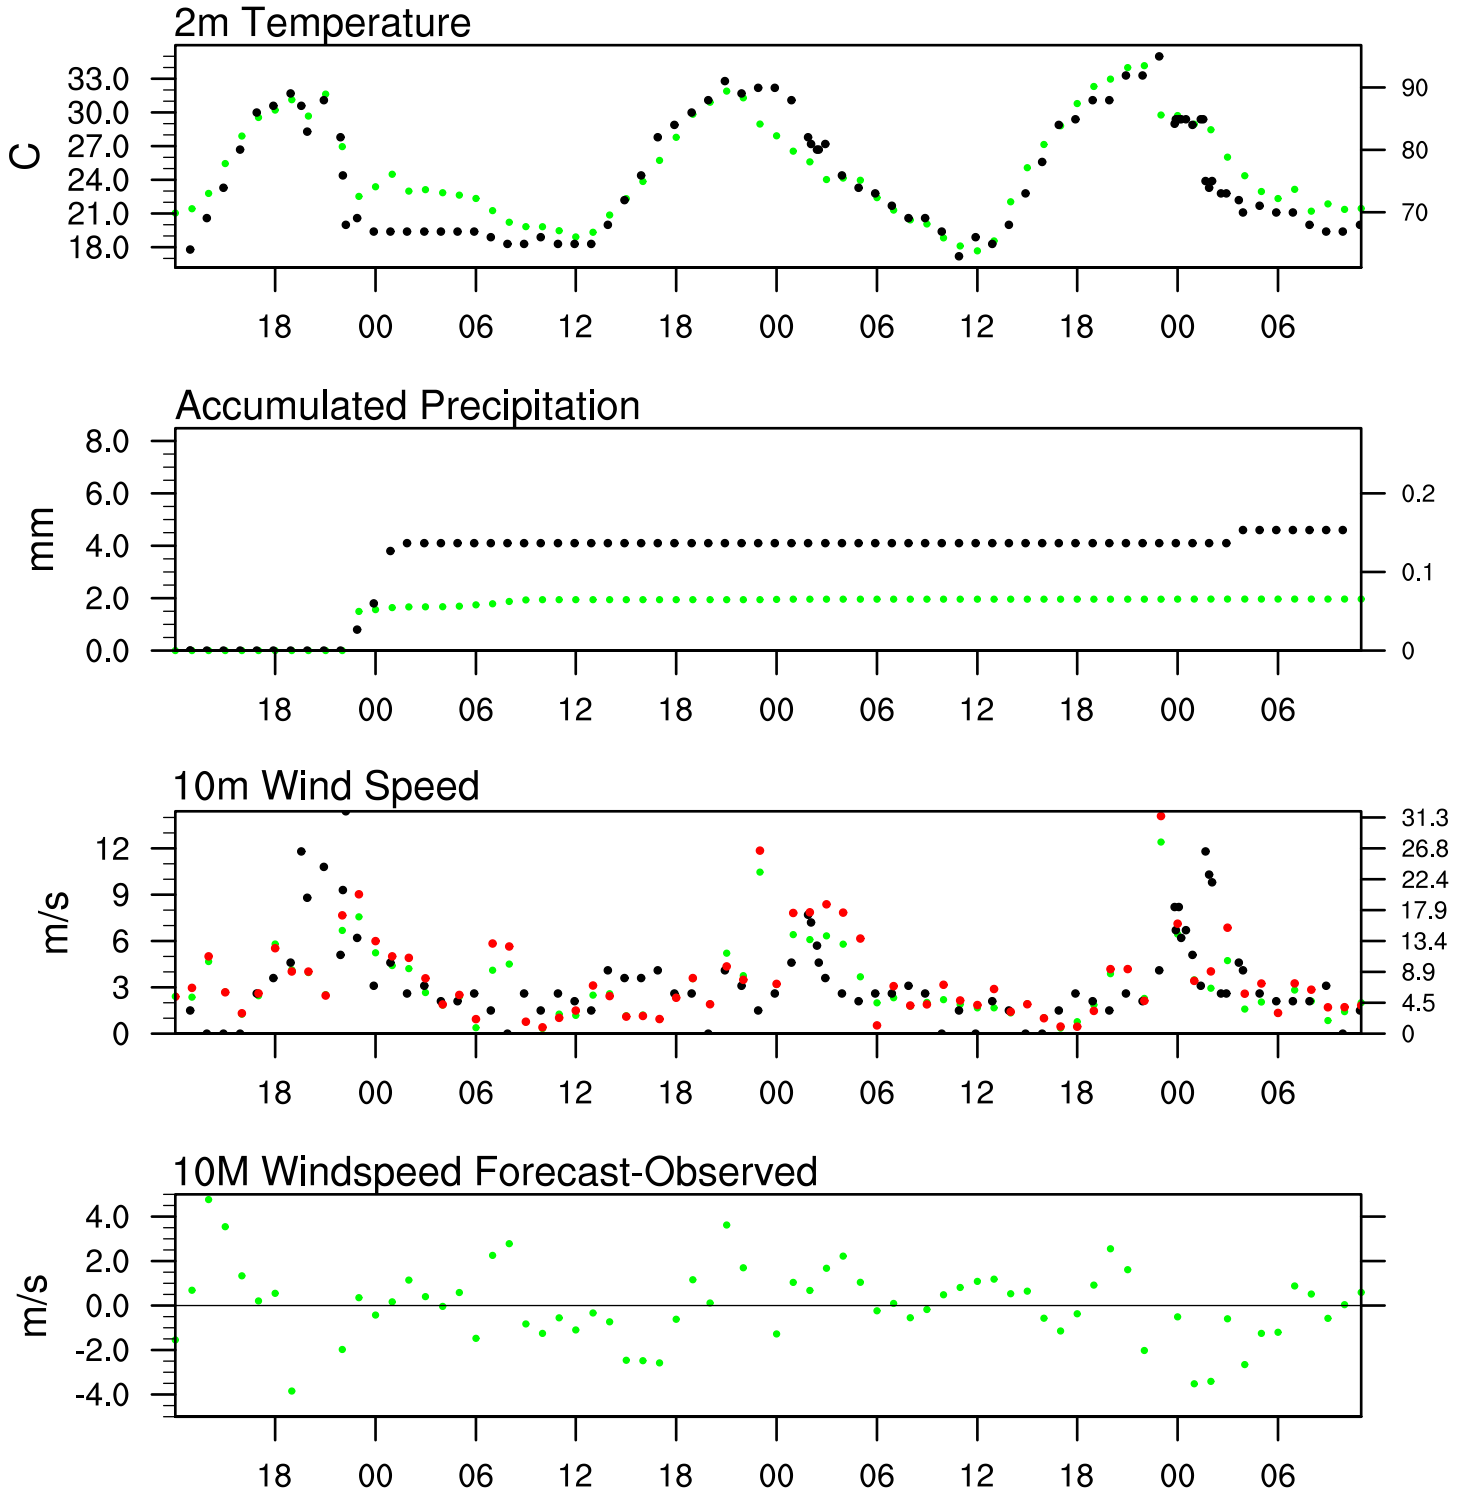 2m Temperature
33.0
30.0
27.0
24.0
21.0
18.0
C
90
80
70
18 00 06 12 18 00 06 12 18 00 06
Accumulated Precipitation
8.0
6.0
4.0
2.0
0.0
mm
0.2
0.1
0
18 00 06 12 18 00 06 12 18 00 06
10m Wind Speed
12
9
6
3
0
m/s
31.3
26.8
22.4
17.9
13.4
8.9
4.5
0
18 00 06 12 18 00 06 12 18 00 06
10M Windspeed Forecast-Observed
4.0
2.0
0.0
-2.0
-4.0
m/s
18 00 06 12 18 00 06 12 18 00 06